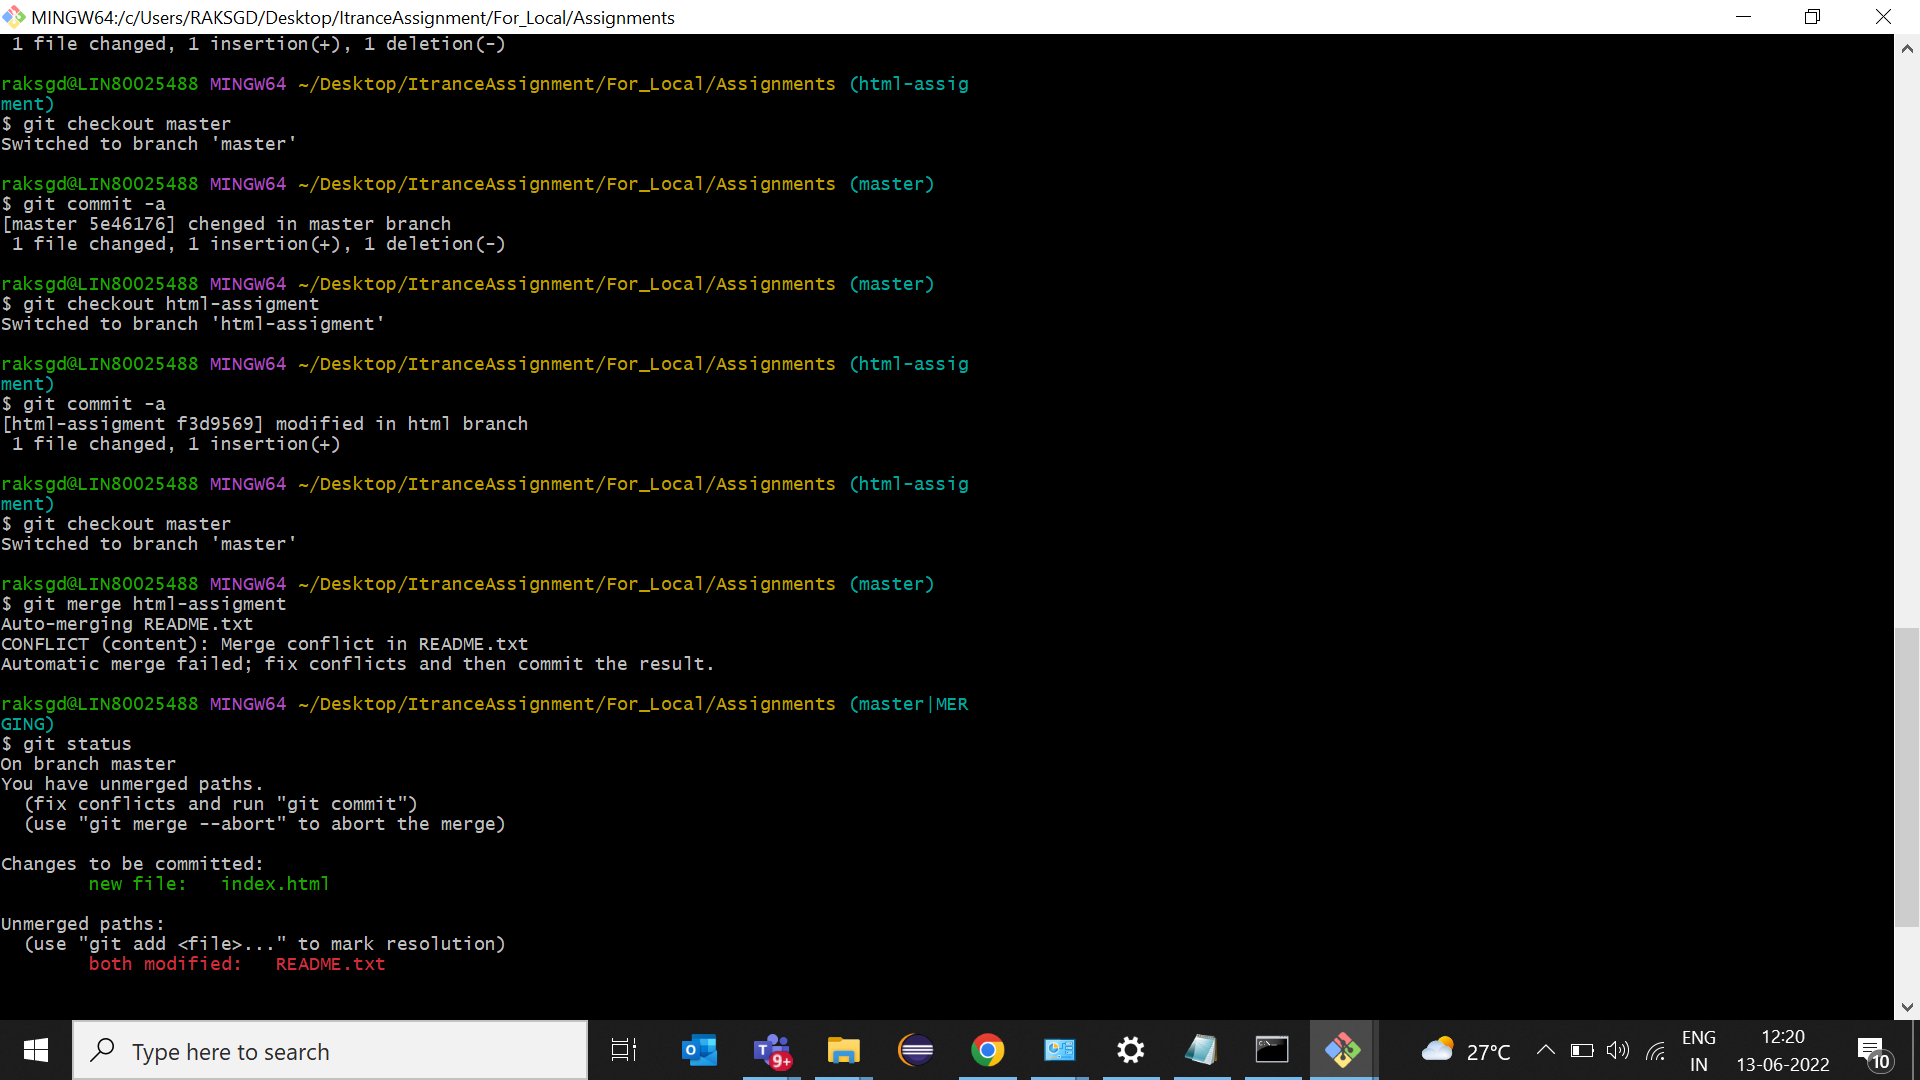 MINGW64:/c/Users/RAKSGD/Desktop/ItranceAssignment/For_Local/Assignments
1 file changed, 1 insertion(+), 1 deletion(-)
raksgd@LIN80025488 MINGW64 ~/Desktop/ItranceAssignment/For_Local/Assignments (html-assig
ment)
$ git checkout master
Switched to branch 'master'
raksgd@LIN80025488 MINGW64 ~/Desktop/ItranceAssignment/For_Local/Assignments (master)
$ git commit -a
[master 5e46176] chenged in master branch
1 file changed, 1 insertion(+), 1 deletion(-)
raksgd@LIN80025488 MINGW64 ~/Desktop/ItranceAssignment/For_Local/Assignments (master)
$ git checkout html-assigment
Switched to branch 'html-assigment'
raksgd@LIN80025488 MINGW64 ~/Desktop/ItranceAssignment/For_Local/Assignments (html-assig
ment)
$ git commit -a
[html-assigment f3d9569] modified in html branch
1 file changed, 1 insertion(+)
raksgd@LIN80025488 MINGW64 ~/Desktop/ItranceAssignment/For_Local/Assignments (html-assig
ment)
$ git checkout master
Switched to branch 'master'
raksgd@LIN80025488 MINGW64 ~/Desktop/ItranceAssignment/For_Local/Assignments (master)
$ git merge html-assigment
Auto-merging README.txt
CONFLICT (content): Merge conflict in README.txt
Automatic merge failed; fix conflicts and then commit the result.
raksgd@LIN80025488 MINGW64 ~/Desktop/ItranceAssignment/For_Local/Assignments (master|MER
GING)
$ git status
On branch master
You have unmerged paths.
(fix conflicts and run "git commit")
(use "git merge --abort" to abort the merge)
Changes to be committed:
new file:   index.html
Unmerged paths:
(use "git add <file>..." to mark resolution)
both modified:   README.txt
Type here to search
9+
27°C
ENG
IN
12:20
13-06-2022
10